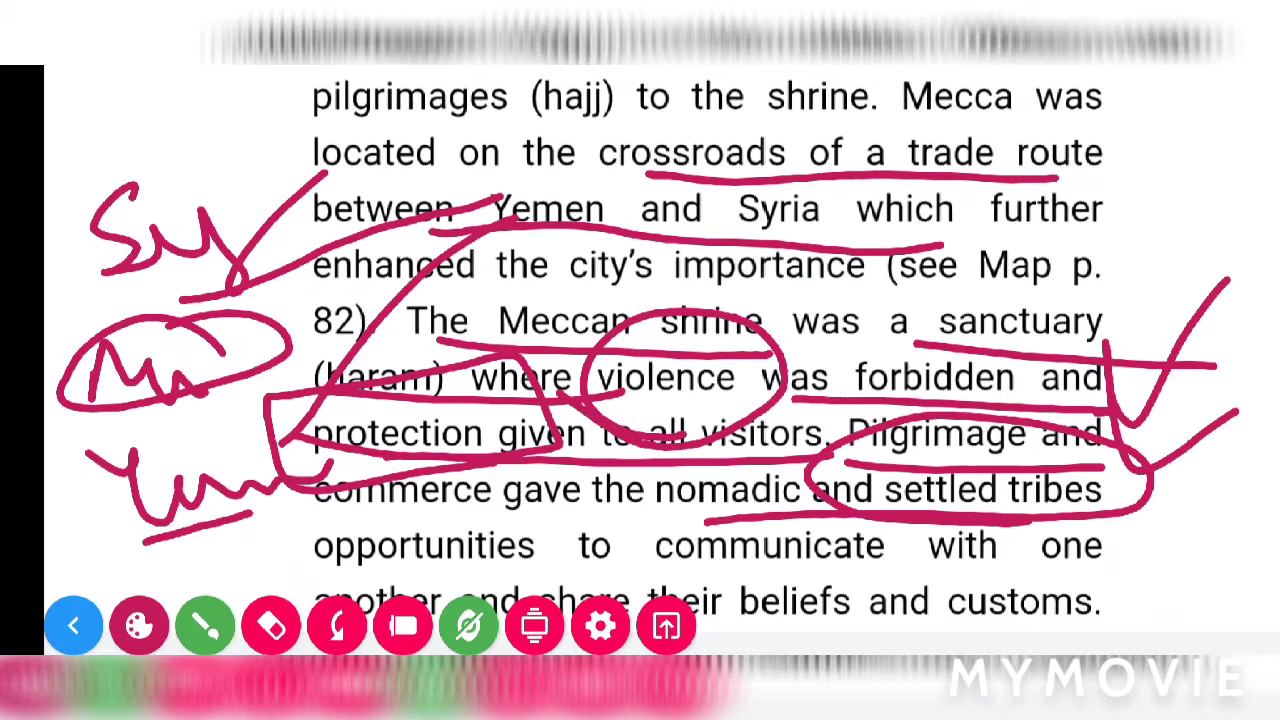 pilgrimages (hajj) to the shrine. Mecca was
located on the crossroads of a trade route
between Yemen and Syria which further
enhanced the city's importance (see Map p.
82). The Meccan shrine was a sanctuary
(haram) where violence was forbidden and
protection given to all visitors. Pilgrimage and
commerce gave the nomadic and settled tribes
opportunities to communicate with one
another and share their beliefs and customs.
MYMOVIE